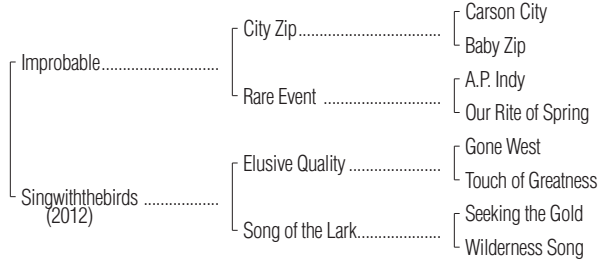 Carson City
City Zip..................................
Baby Zip
Improbable............................
A.P. Indy
Rare Event ............................
Our Rite of Spring
Gone West
Elusive Quality ......................
Touch of Greatness
Singwiththebirds ..................
(2012)
Seeking the Gold
Song of the Lark....................
Wilderness Song